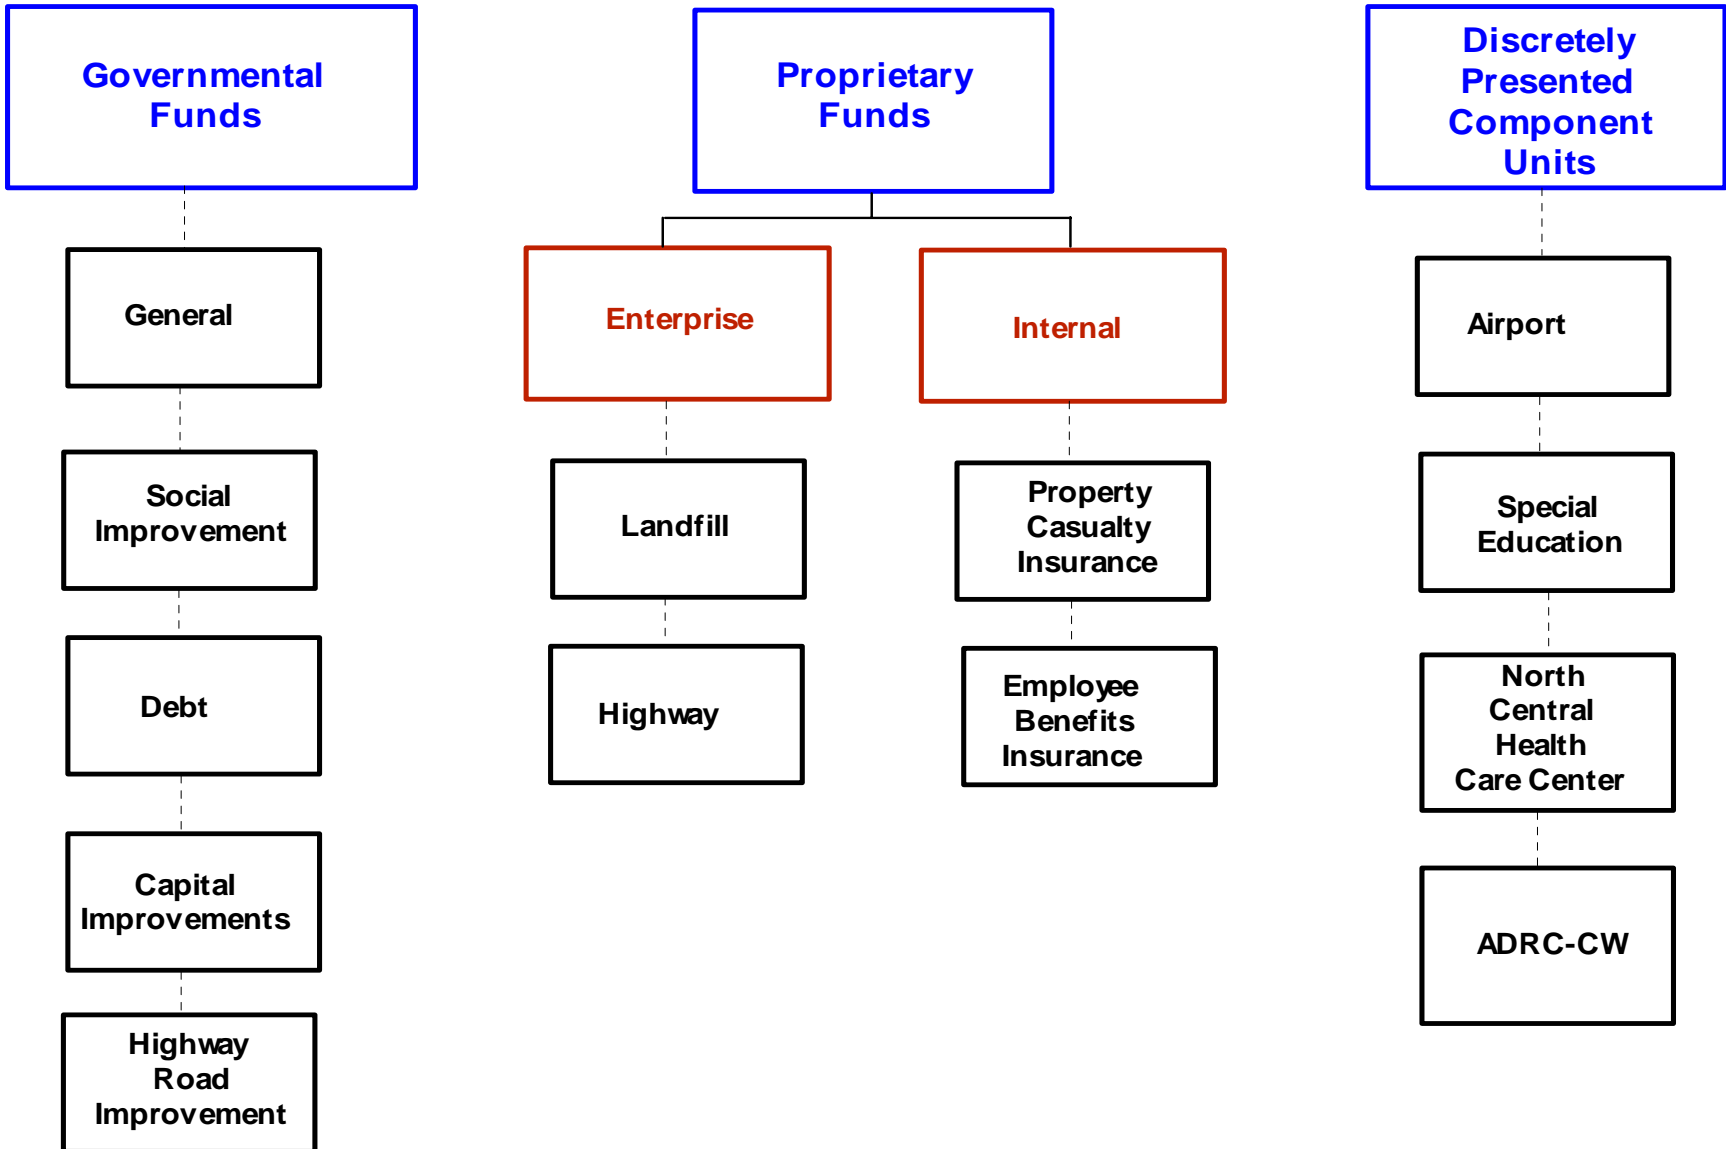 Governmental
Funds
Proprietary
Funds
Discretely
Presented
Component
Units
General
Enterprise
Internal
Airport
Social
Improvement
Landfill
Property
Casualty
Insurance
Special
Education
Debt
Highway
Employee
Benefits
Insurance
North
Central
Health
Care Center
Capital
Improvements
ADRC-CW
Highway
Road
Improvement